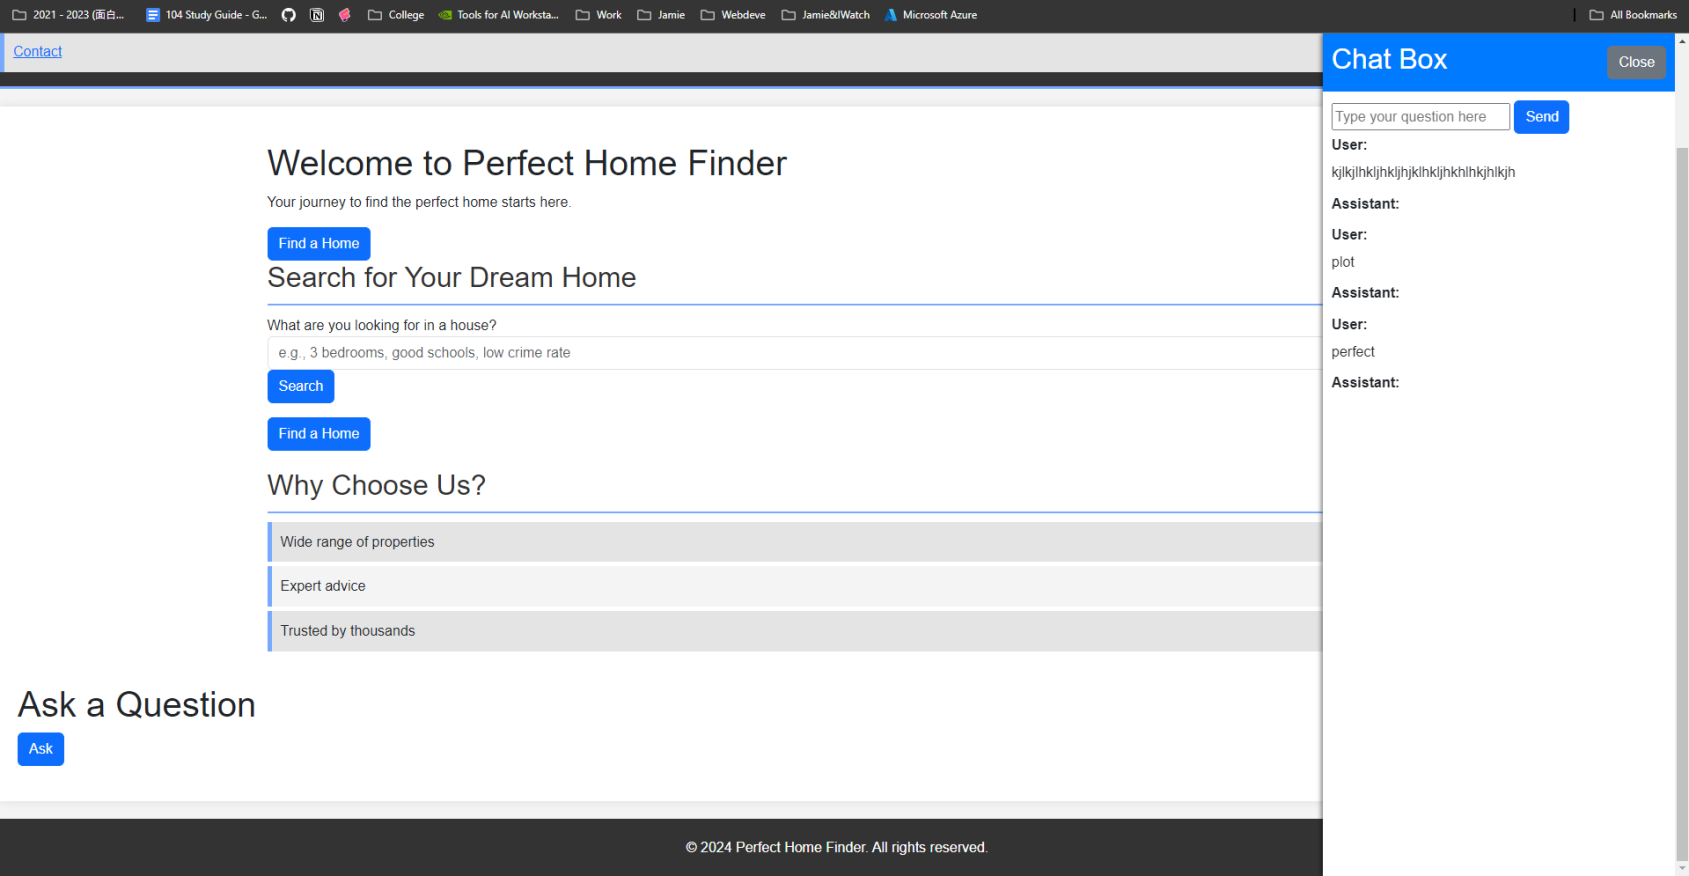 2021 - 2023 (面白...
104 Study Guide - G...
College
Tools for AI Worksta...
Work
Jamie
Webdeve
Jamie&IWatch
Microsoft Azure
All Bookmarks
Contact
Welcome to Perfect Home Finder
Your journey to find the perfect home starts here.
Find a Home
Search for Your Dream Home
What are you looking for in a house?
e.g., 3 bedrooms, good schools, low crime rate
Search
Find a Home
Why Choose Us?
Wide range of properties
Expert advice
Trusted by thousands
Ask a Question
Ask
© 2024 Perfect Home Finder. All rights reserved.
Chat Box
Close
Type your question here
Send
User:
kjlkjlhkljhkljhjklhkljhkhlhkjhlkjh
Assistant:
User:
plot
Assistant:
User:
perfect
Assistant: